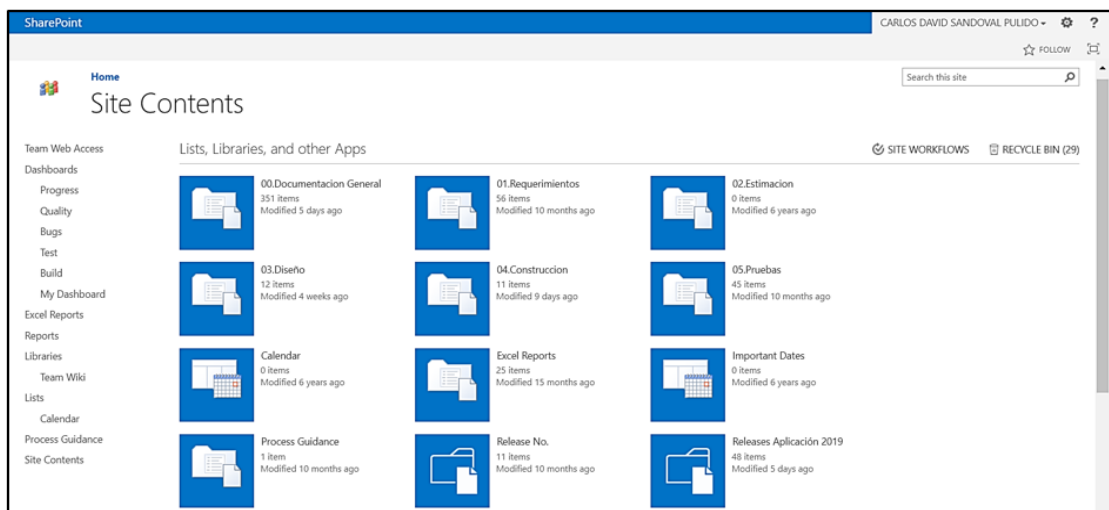 SharePoint
CARLOS DAVID SANDOVAL PULIDO
?
FOLLOW
Home
Site Contents
Search this site
Team Web Access
Dashboards
Progress
Quality
Bugs
Test
Build
My Dashboard
Excel Reports
Reports
Libraries
Team Wiki
Lists
Calendar
Process Guidance
Site Contents
Lists, Libraries, and other Apps
SITE WORKFLOWS
RECYCLE BIN (29)
00.Documentacion General
351 items
Modified 5 days ago
01.Requerimientos
56 items
Modified 10 months ago
02.Estimacion
0 items
Modified 6 years ago
03.Diseño
12 items
Modified 4 weeks ago
04.Construccion
11 items
Modified 9 days ago
05.Pruebas
45 items
Modified 10 months ago
Calendar
0 items
Modified 6 years ago
Excel Reports
25 items
Modified 15 months ago
Important Dates
0 items
Modified 6 years ago
Process Guidance
1 item
Modified 10 months ago
Release No.
11 items
Modified 10 months ago
Releases Aplicación 2019
48 items
Modified 5 days ago